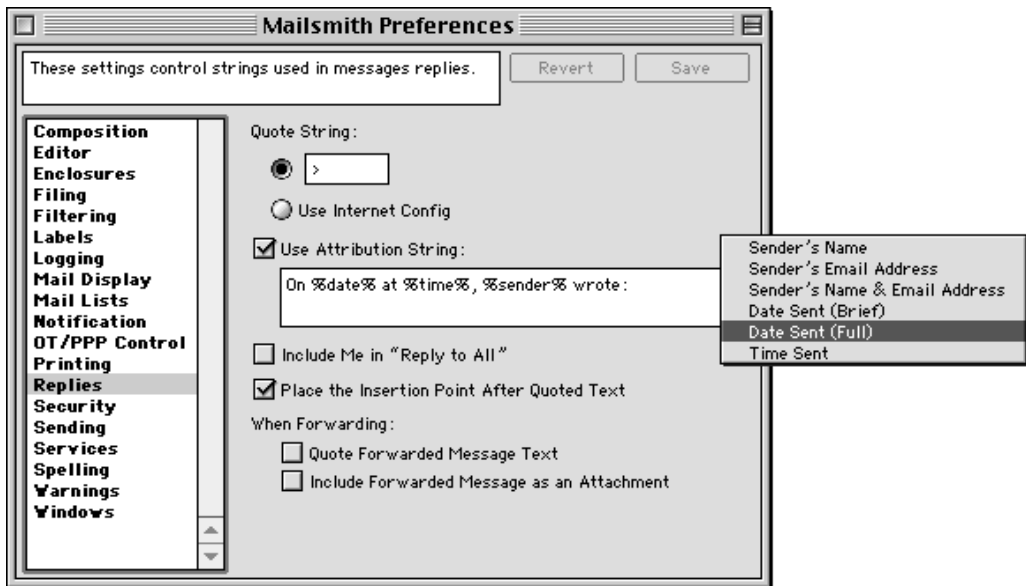 Mailsmith Preferences
These settings control strings used in messages replies.
Revert
Save
Composition
Editor
Enclosures
Filing
Filtering
Labels
Logging
Mail Display
Mail Lists
Notification
OT/PPP Control
Printing
Replies
Security
Sending
Services
Spelling
Warnings
Windows
Quote String:
>
Use Internet Config
Use Attribution String:
On %date% at %time%, %sender% wrote:
Include Me in “Reply to All”
Place the Insertion Point After Quoted Text
When Forwarding:
Quote Forwarded Message Text
Include Forwarded Message as an Attachment
Sender's Name
Sender's Email Address
Sender's Name & Email Address
Date Sent (Brief)
Date Sent (Full)
Time Sent